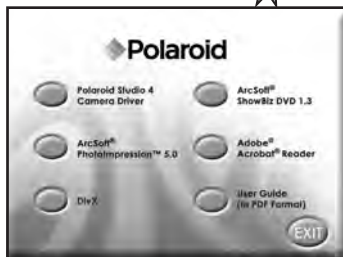 Polaroid
Polaroid Studio 4
Camera Driver
ArcSoft®
ShowBiz DVD 1.3
ArcSoft®
PhotoImpression™ 5.0
Adobe®
Acrobat® Reader
DivX
User Guide
(in PDF Format)
EXIT